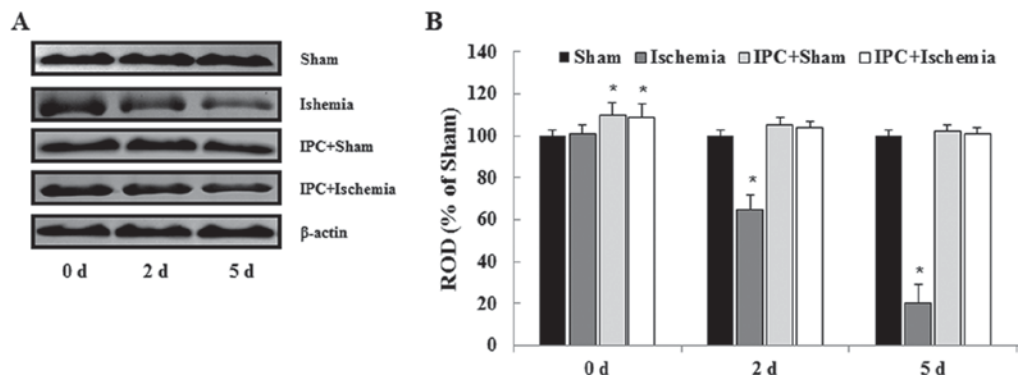 A
Sham
Ishemia
IPC+Sham
IPC+Ischemia
β-actin
0 d 2 d 5 d
B
ROD (% of Sham)
140
120
100
80
60
40
20
0
Sham Ischemia IPC+Sham IPC+Ischemia
* *
*
*
0 d 2 d 5 d